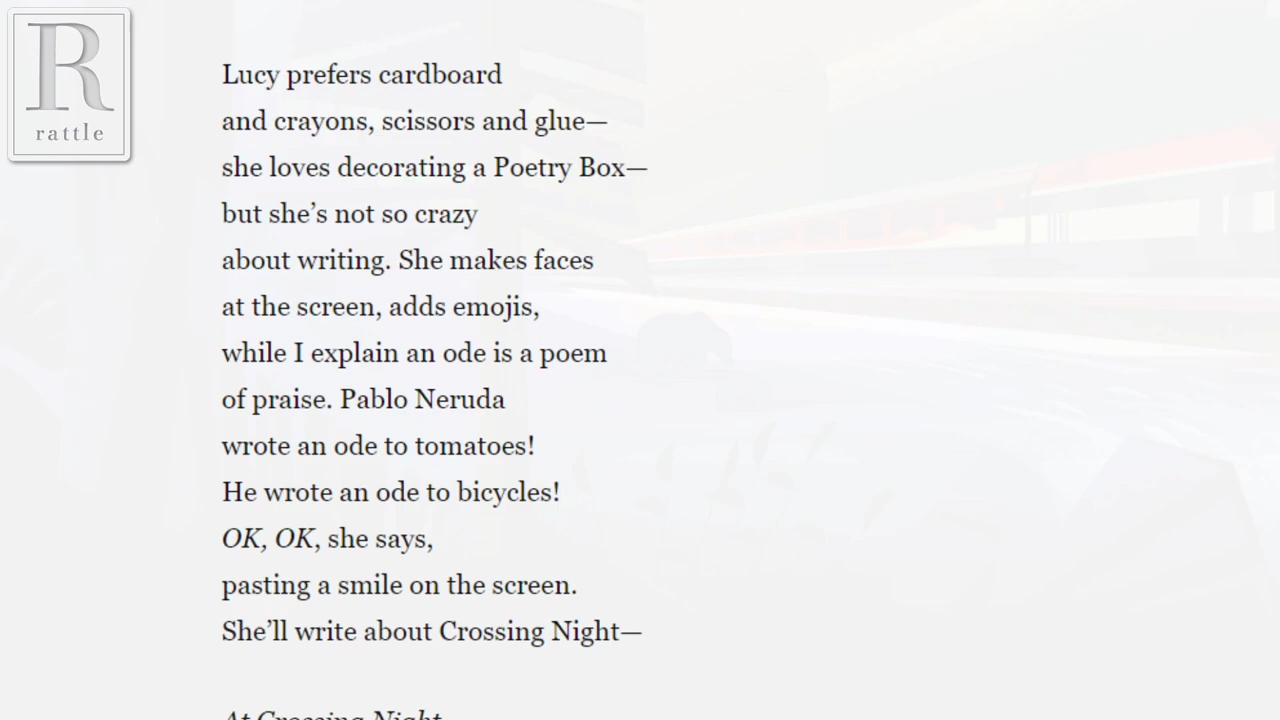 R
rattle
Lucy prefers cardboard
and crayons, scissors and glue—
she loves decorating a Poetry Box—
but she’s not so crazy
about writing. She makes faces
at the screen, adds emojis,
while I explain an ode is a poem
of praise. Pablo Neruda
wrote an ode to tomatoes!
He wrote an ode to bicycles!
OK, OK, she says,
pasting a smile on the screen.
She’ll write about Crossing Night—
At Crossing Night